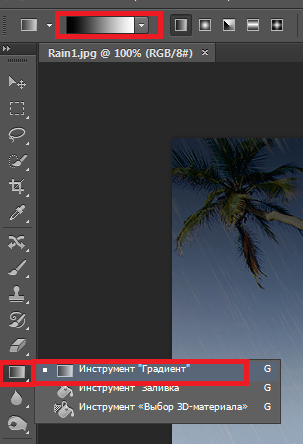 Rain1.jpg @ 100% (RGB/8#) ×
Инструмент "Градиент" G
Инструмент "Заливка" G
Инструмент «Выбор 3D-материала» G